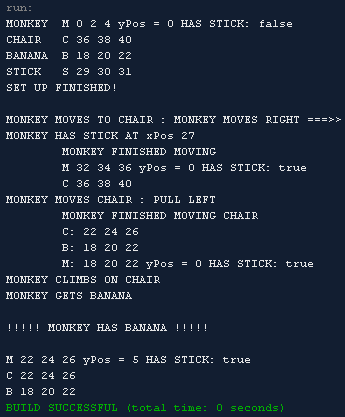 run:
MONKEY M 0 2 4 yPos = 0 HAS STICK: false
CHAIR C 36 38 40
BANANA B 18 20 22
STICK S 29 30 31
SET UP FINISHED!
MONKEY MOVES TO CHAIR : MONKEY MOVES RIGHT ===>>
MONKEY HAS STICK AT xPos 27
MONKEY FINISHED MOVING
M 32 34 36 yPos = 0 HAS STICK: true
C 36 38 40
MONKEY MOVES CHAIR : PULL LEFT
MONKEY FINISHED MOVING CHAIR
C: 22 24 26
B: 18 20 22
M: 18 20 22 yPos = 0 HAS STICK: true
MONKEY CLIMBS ON CHAIR
MONKEY GETS BANANA
!!!!! MONKEY HAS BANANA !!!!!
M 22 24 26 yPos = 5 HAS STICK: true
C 22 24 26
B 18 20 22
BUILD SUCCESSFUL (total time: 0 seconds)